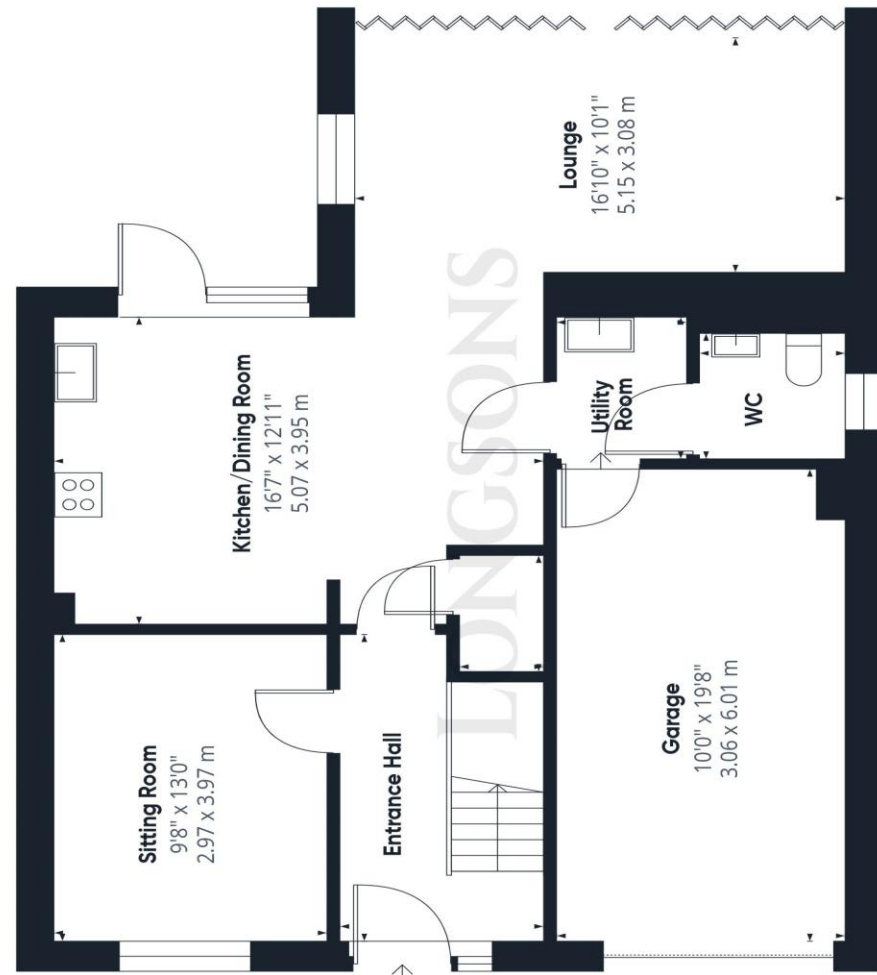 Lounge
16'10" x 10'1"
5.15 x 3.08 m
Kitchen/Dining Room
16'7" x 12'11"
5.07 x 3.95 m
Utility
Room
WC
LONGSONS
Sitting Room
9'8" x 13'0"
2.97 x 3.97 m
Entrance Hall
Garage
10'0" x 19'8"
3.06 x 6.01 m